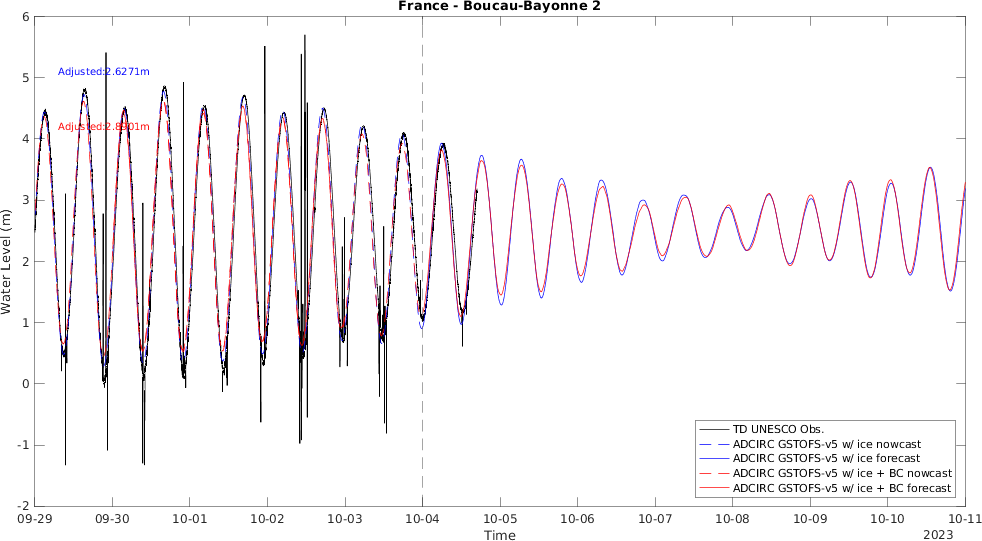 France - Boucau-Bayonne 2
6
5
4
3
2
1
0
-1
-2
Water Level (m)
Adjusted:2.6271m
Adjusted:2.8901m
TD UNESCO Obs.
ADCIRC GSTOFS-v5 w/ ice nowcast
ADCIRC GSTOFS-v5 w/ ice forecast
ADCIRC GSTOFS-v5 w/ ice + BC nowcast
ADCIRC GSTOFS-v5 w/ ice + BC forecast
09-29 09-30 10-01 10-02 10-03 10-04 10-05 10-06 10-07 10-08 10-09 10-10 10-11
Time
2023